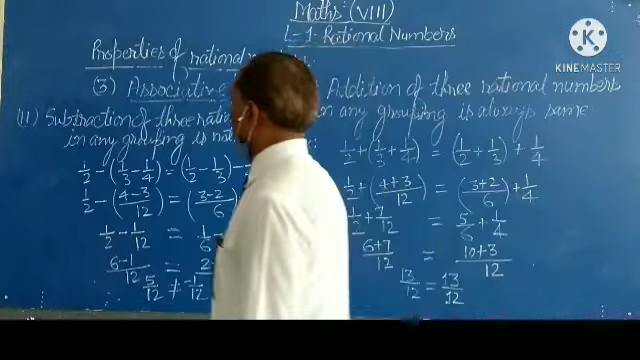 Maths (VIII)
L-1- Rational Numbers
Properties of rational
(3) Associative
Addition of three rational numbers
in any grouping is always same
(II) Subtraction of three
in any grouping is
1/2 - (1/3 - 1/4) = (1/2 - 1/3) -
1/2 - (4-3/12) = (3-2/6)
1/2 - 1/12 = 1/6 -
6-1/12 = 2
5/12 ≠ -1/12
1/2 + (1/3 + 1/4) = (1/2 + 1/3) + 1/4
1/2 + (4+3/12) = (3+2/6) + 1/4
1/2 + 7/12 = 5/6 + 1/4
6+7/12 = 10+3/12
13/12 = 13/12
KINEMASTER